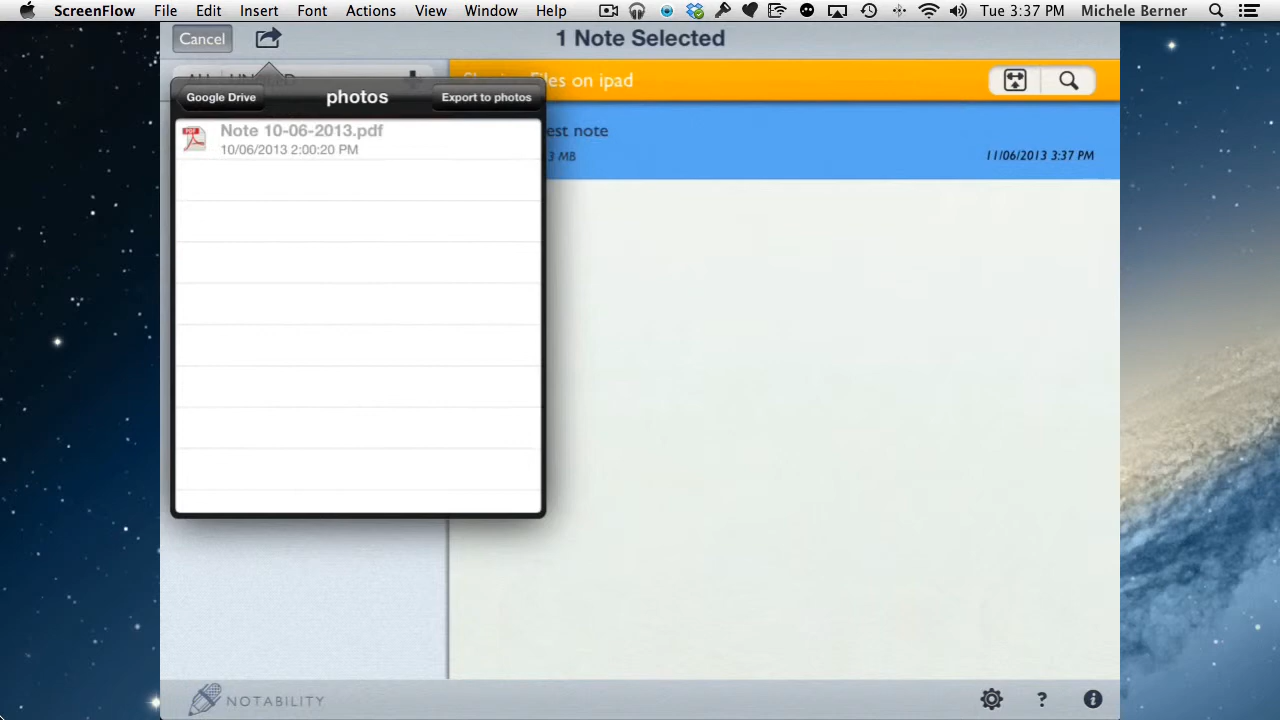 ScreenFlow File Edit Insert Font Actions View Window Help Tue 3:37 PM Michele Berner
Cancel 1 Note Selected
Files on ipad
Google Drive photos Export to photos
Note 10-06-2013.pdf
10/06/2013 2:00:20 PM
est note
3 MB 11/06/2013 3:37 PM
NOTABILITY ?